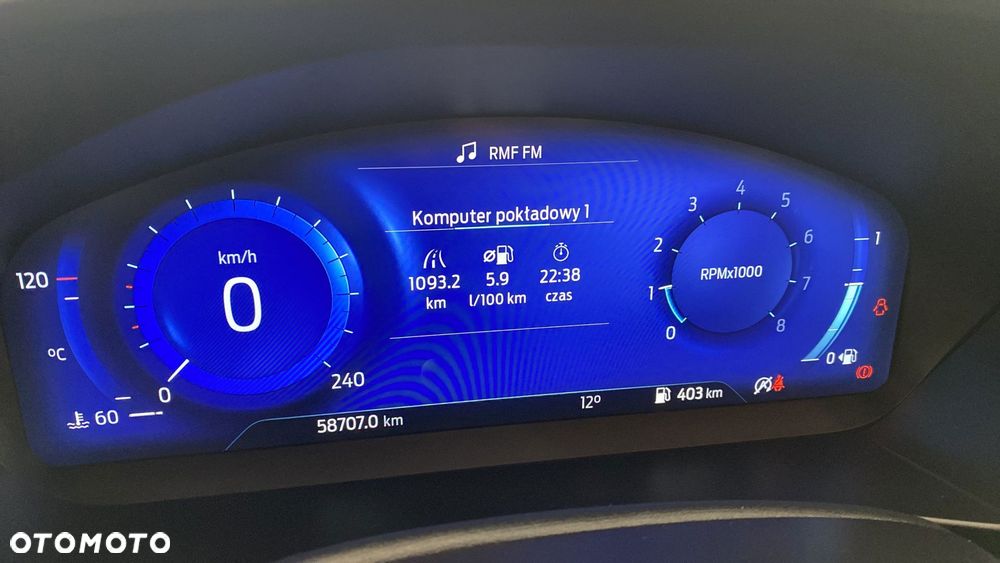 RMF FM
Komputer pokładowy 1
1093.2 km
5.9 l/100 km
22:38 czas
km/h
0
0
240
120
°C
60
RPMx1000
0
1
2
3
4
5
6
7
8
1
0
58707.0 km
12°
403 km
OTOMOTO